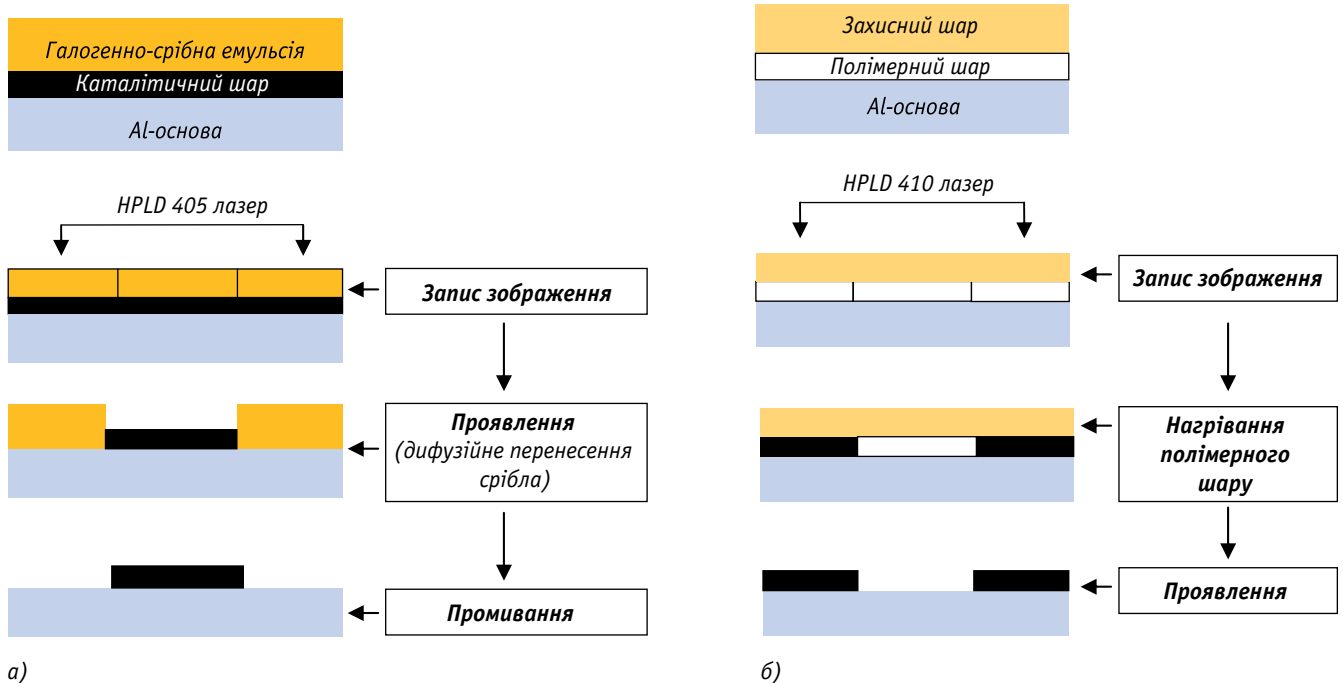 Галогенно-срібна емульсія
Каталітичний шар
Al-основа
HPLD 405 лазер
Запис зображення
Проявлення
(дифузійне перенесення
срібла)
Промивання
а)
Захисний шар
Полімерний шар
Al-основа
HPLD 410 лазер
Запис зображення
Нагрівання
полімерного
шару
Проявлення
б)